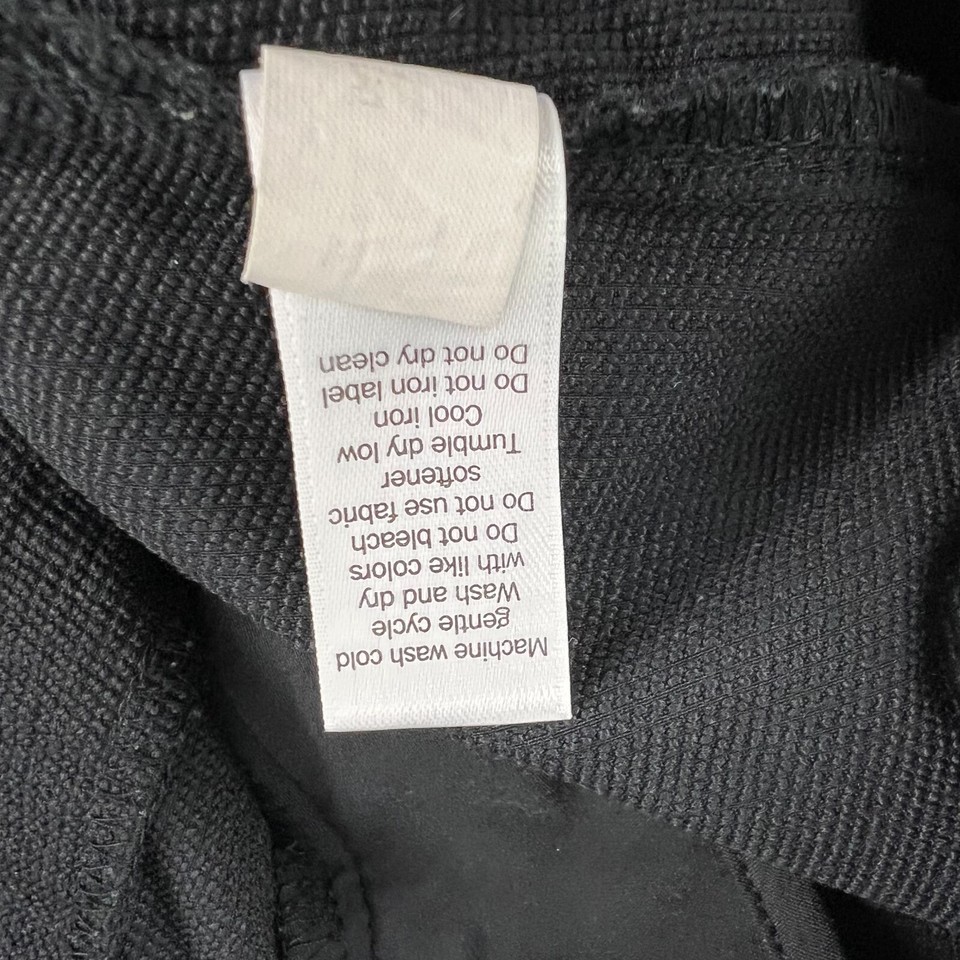 Machine wash cold
gentle cycle
Wash and dry
with like colors
Do not bleach
Do not use fabric
softener
Tumble dry low
Cool iron
Do not iron label
Do not dry clean